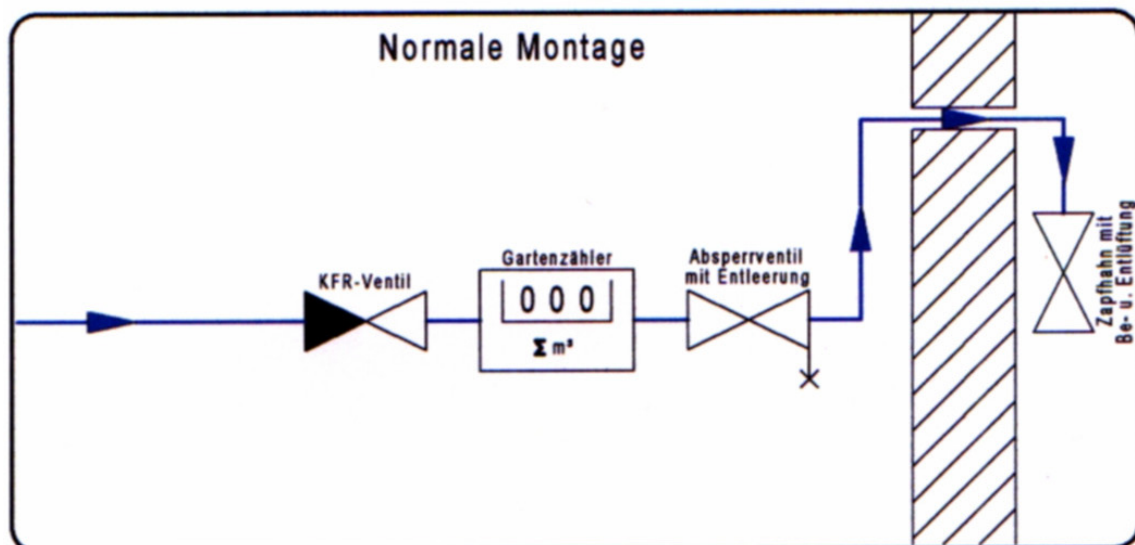 Normale Montage
KFR-Ventil
Gartenzähler
000
Σ m³
Absperrventil
mit Entleerung
Zapfhahn mit
Be- u. Entlüftung